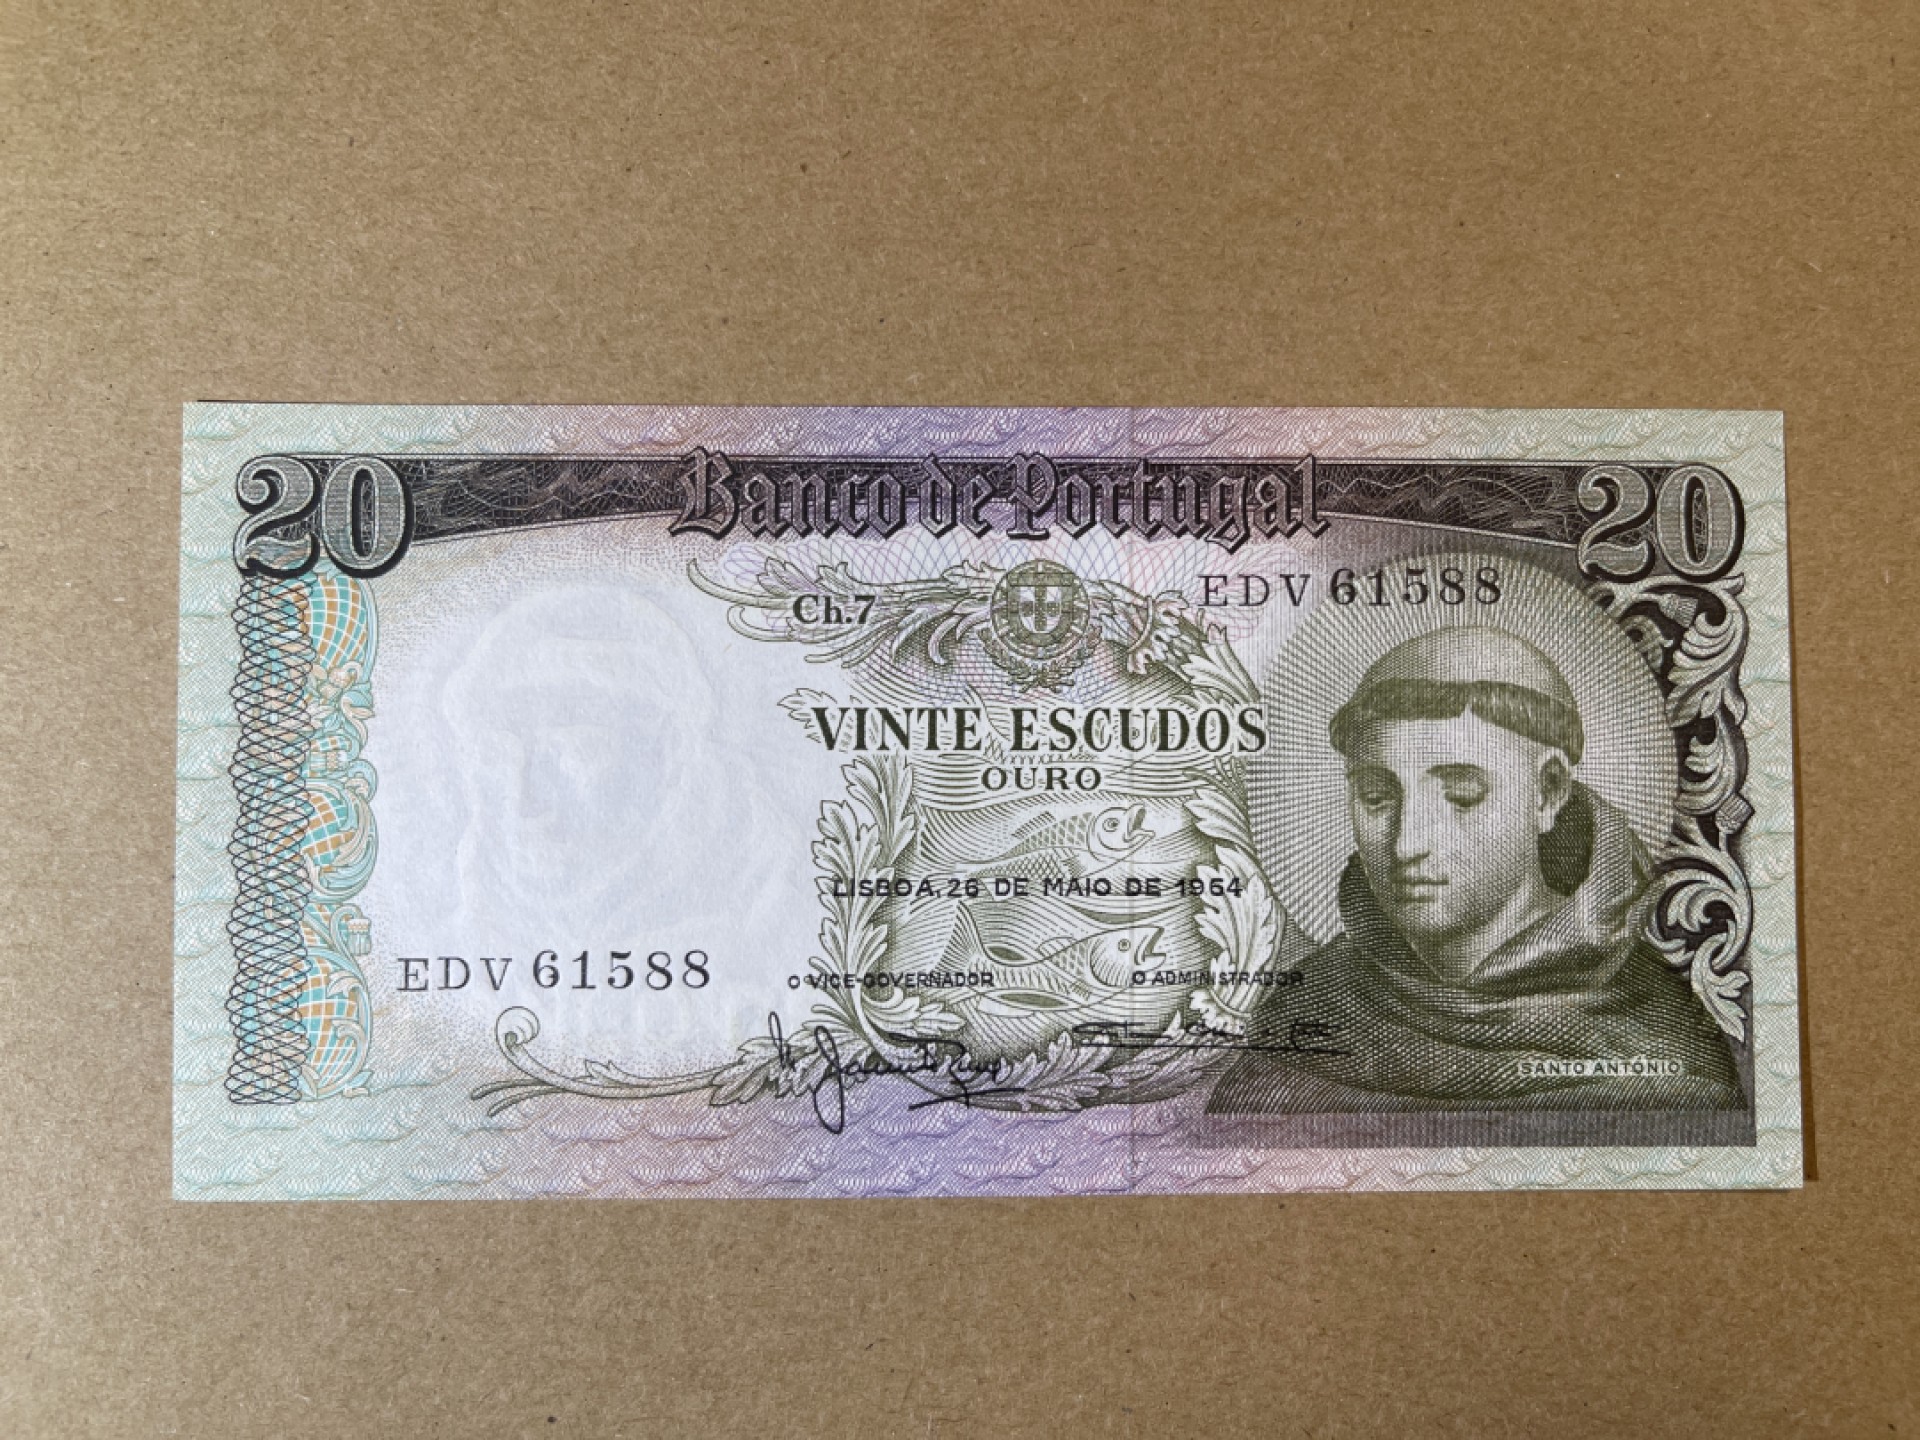 20 Banco de Portugal 20
Ch.7 EDV 61588
VINTE ESCUDOS
OURO
LISBOA, 26 DE MAIO DE 1964
EDV 61588
O VICE-GOVERNADOR O ADMINISTRADOR
SANTO ANTÓNIO